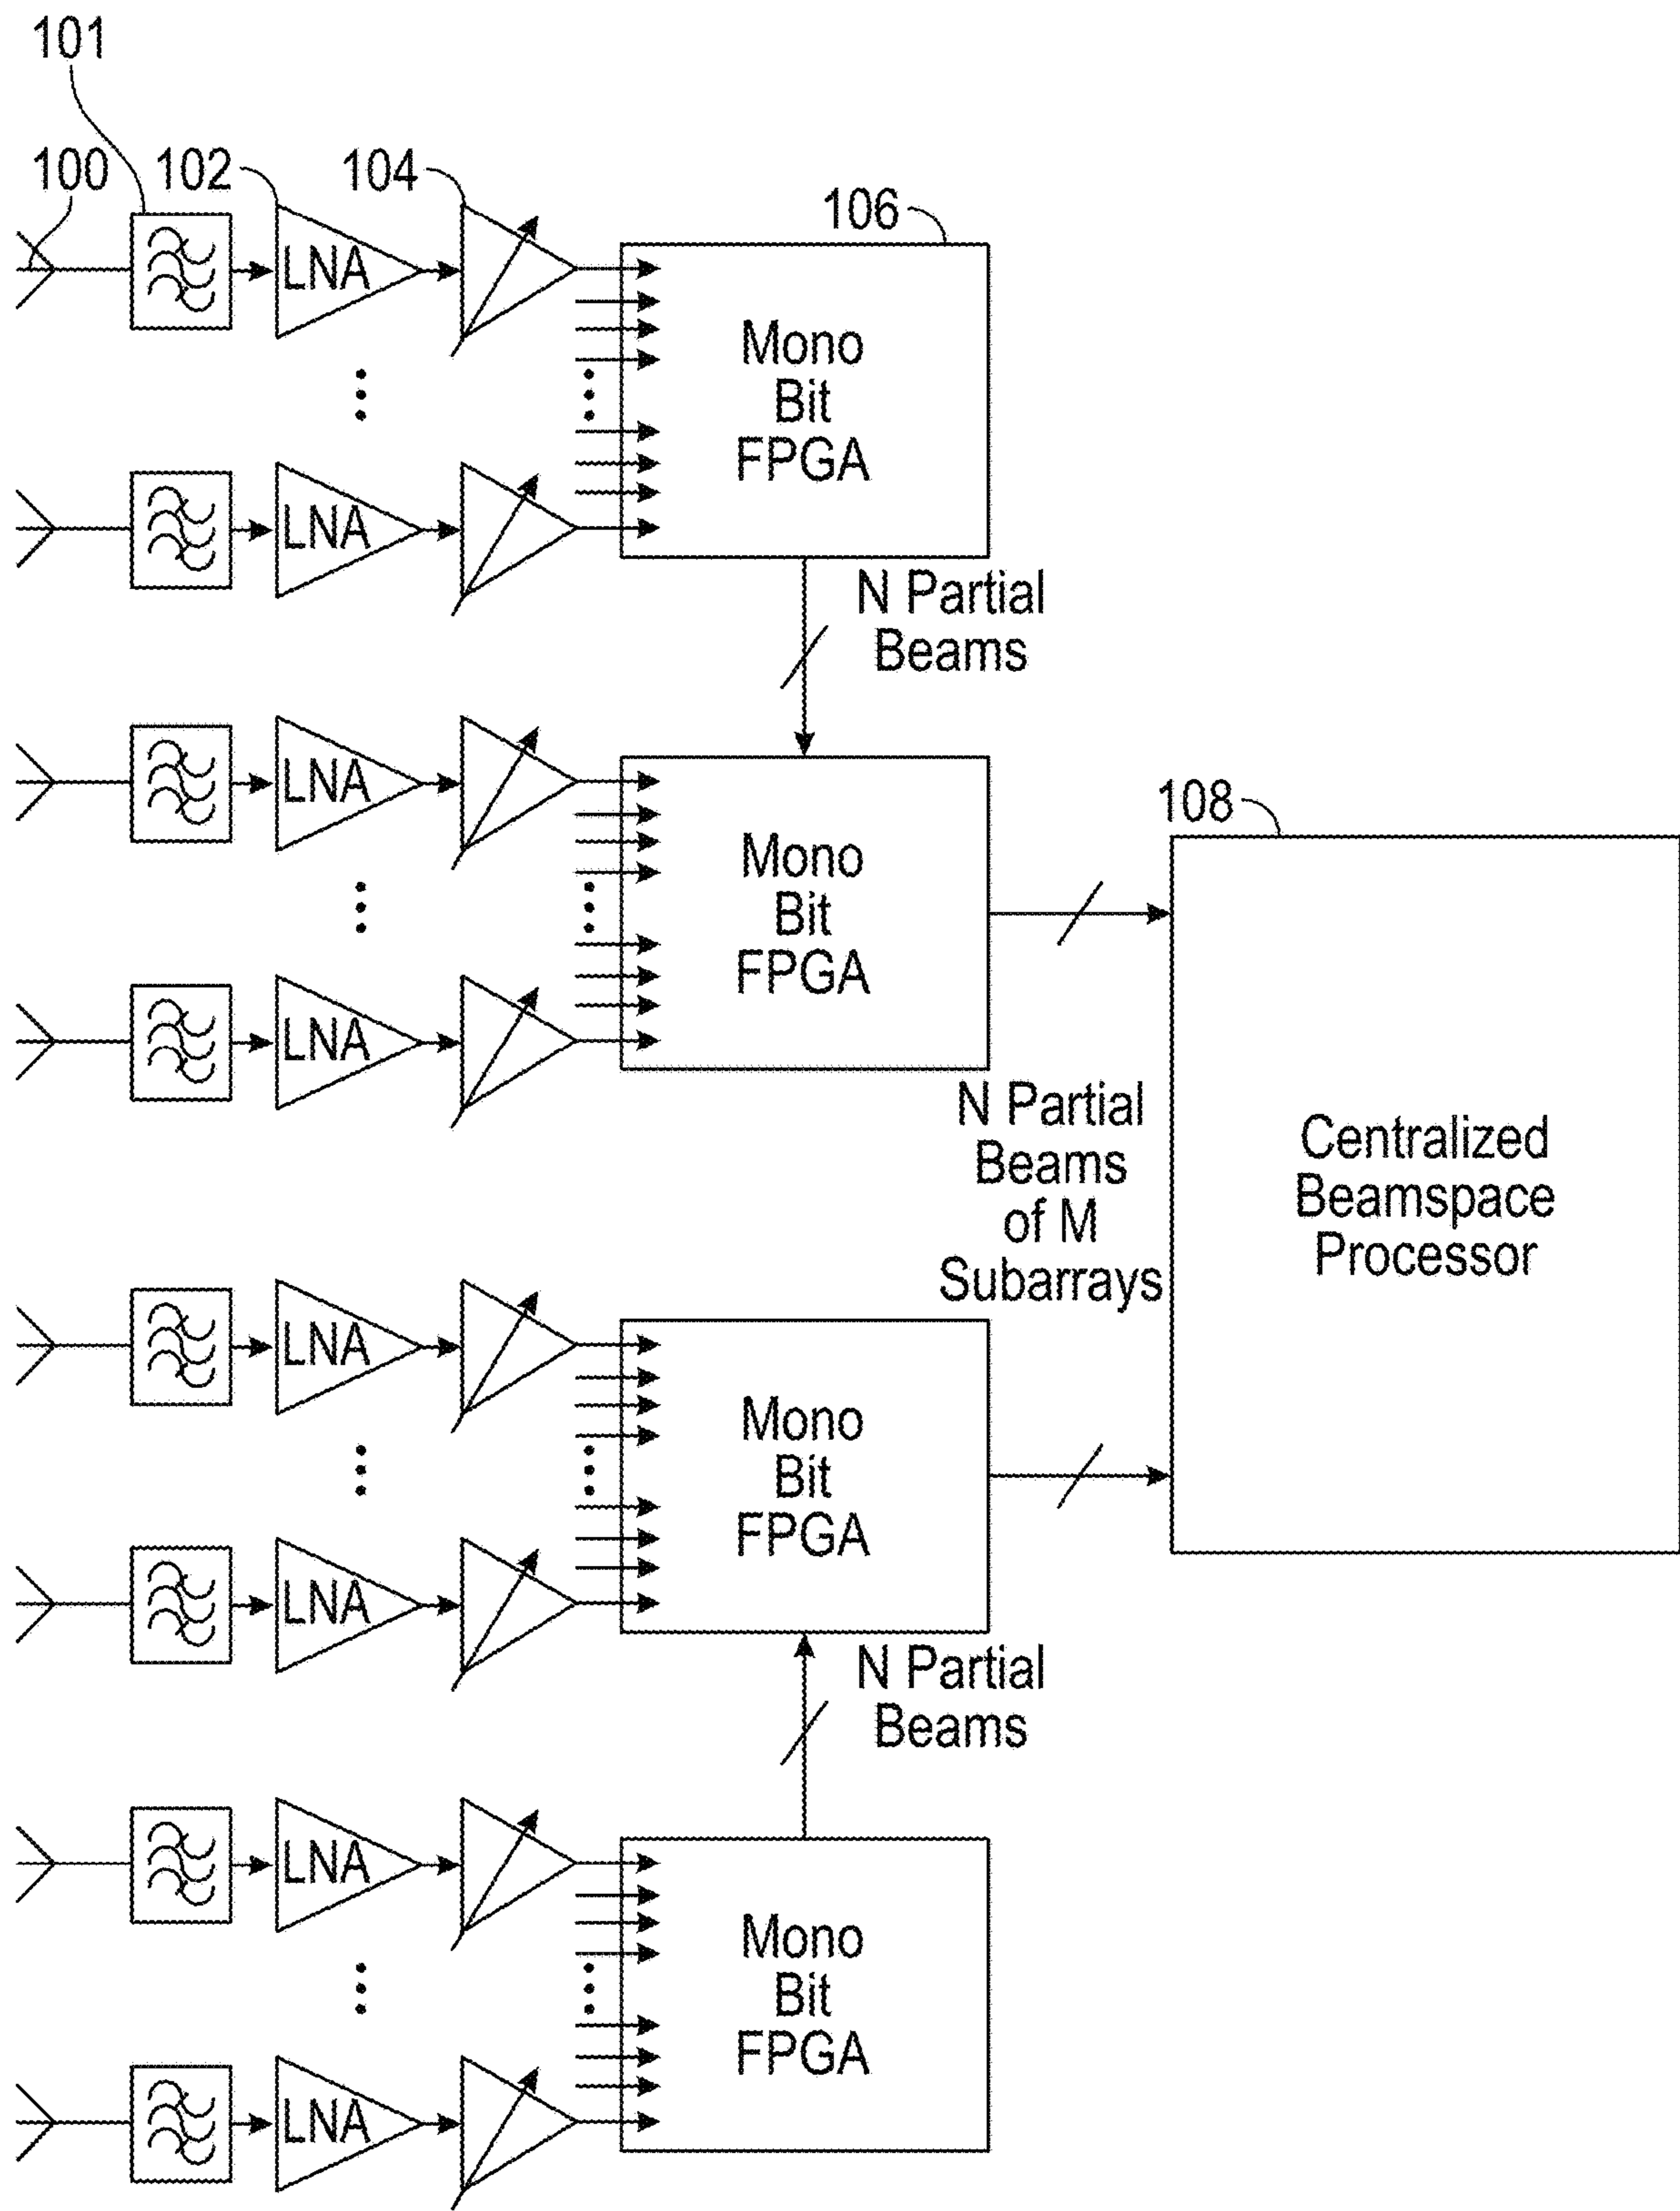 101
100
102
104
106
LNA
Mono
Bit
FPGA
LNA
N Partial
Beams
LNA
108
Mono
Bit
FPGA
LNA
N Partial
Beams
of M
Subarrays
Centralized
Beamspace
Processor
LNA
Mono
Bit
FPGA
LNA
N Partial
Beams
LNA
Mono
Bit
FPGA
LNA